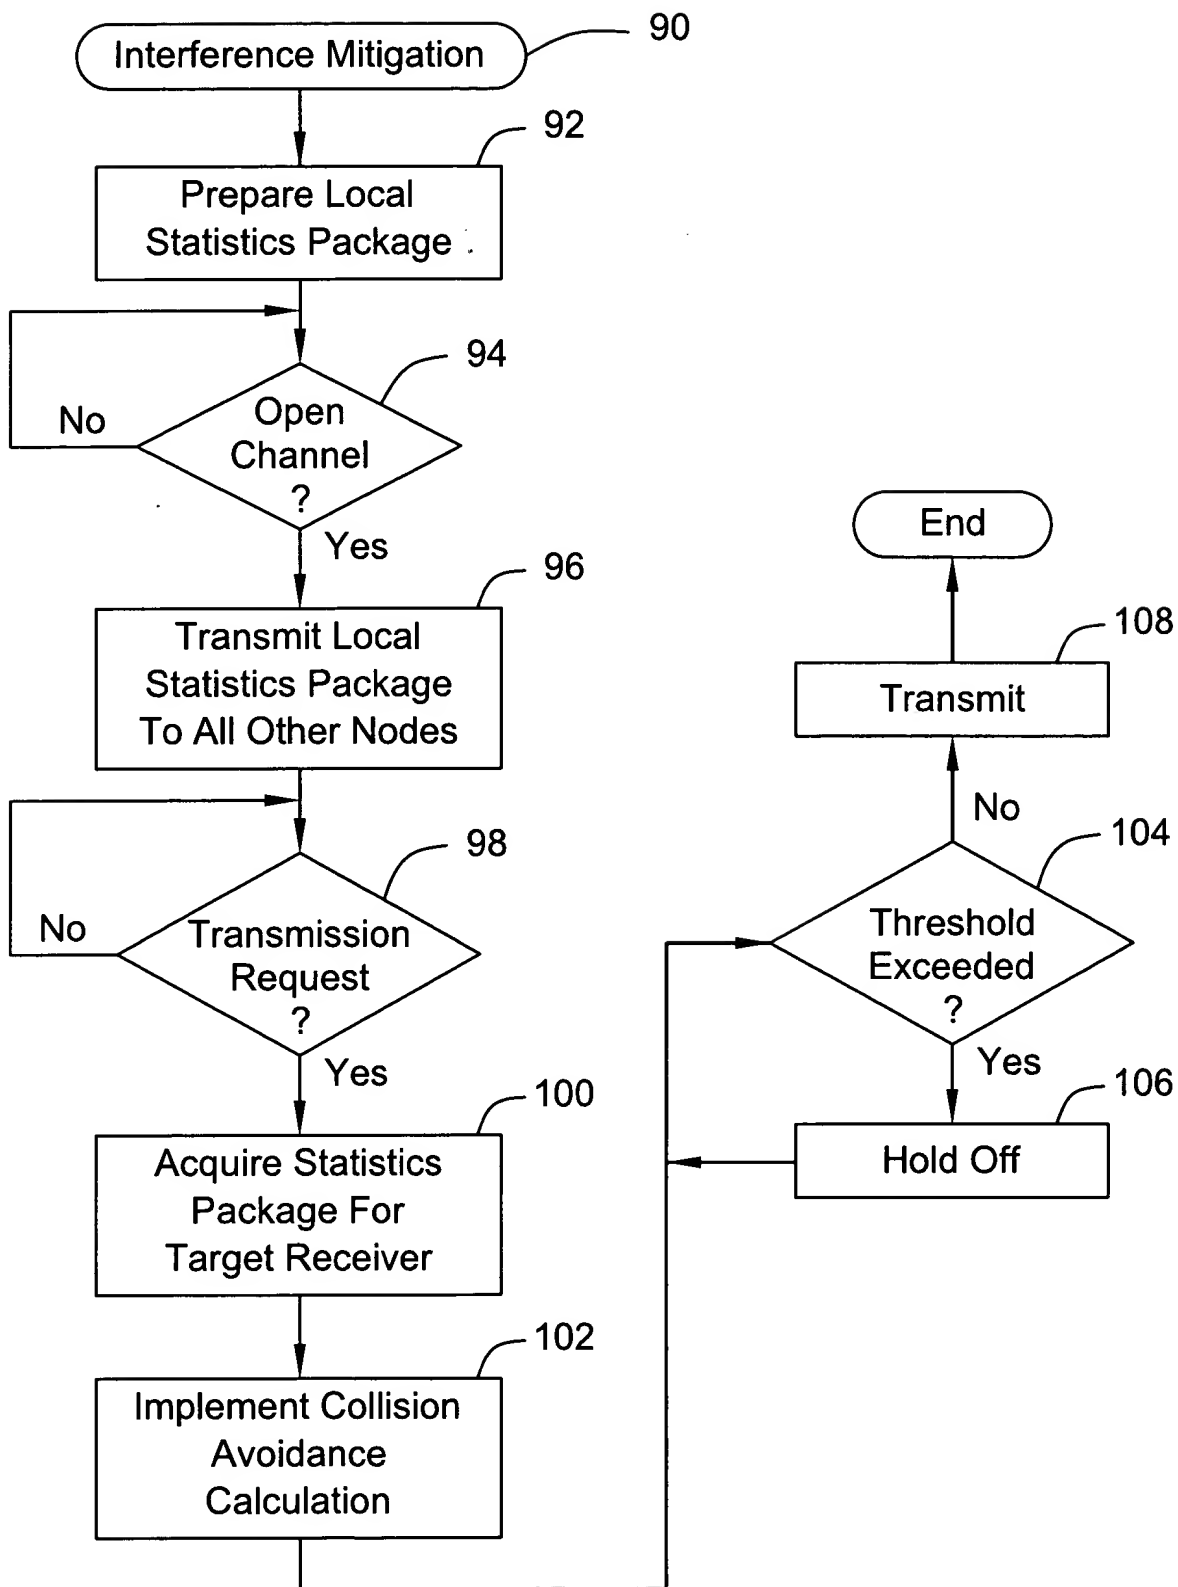 Interference Mitigation
90
92
Prepare Local
Statistics Package
94
Open
Channel
?
No
Yes
96
Transmit Local
Statistics Package
To All Other Nodes
98
Transmission
Request
?
No
Yes
100
Acquire Statistics
Package For
Target Receiver
102
Implement Collision
Avoidance
Calculation
End
108
Transmit
No
104
Threshold
Exceeded
?
Yes
106
Hold Off